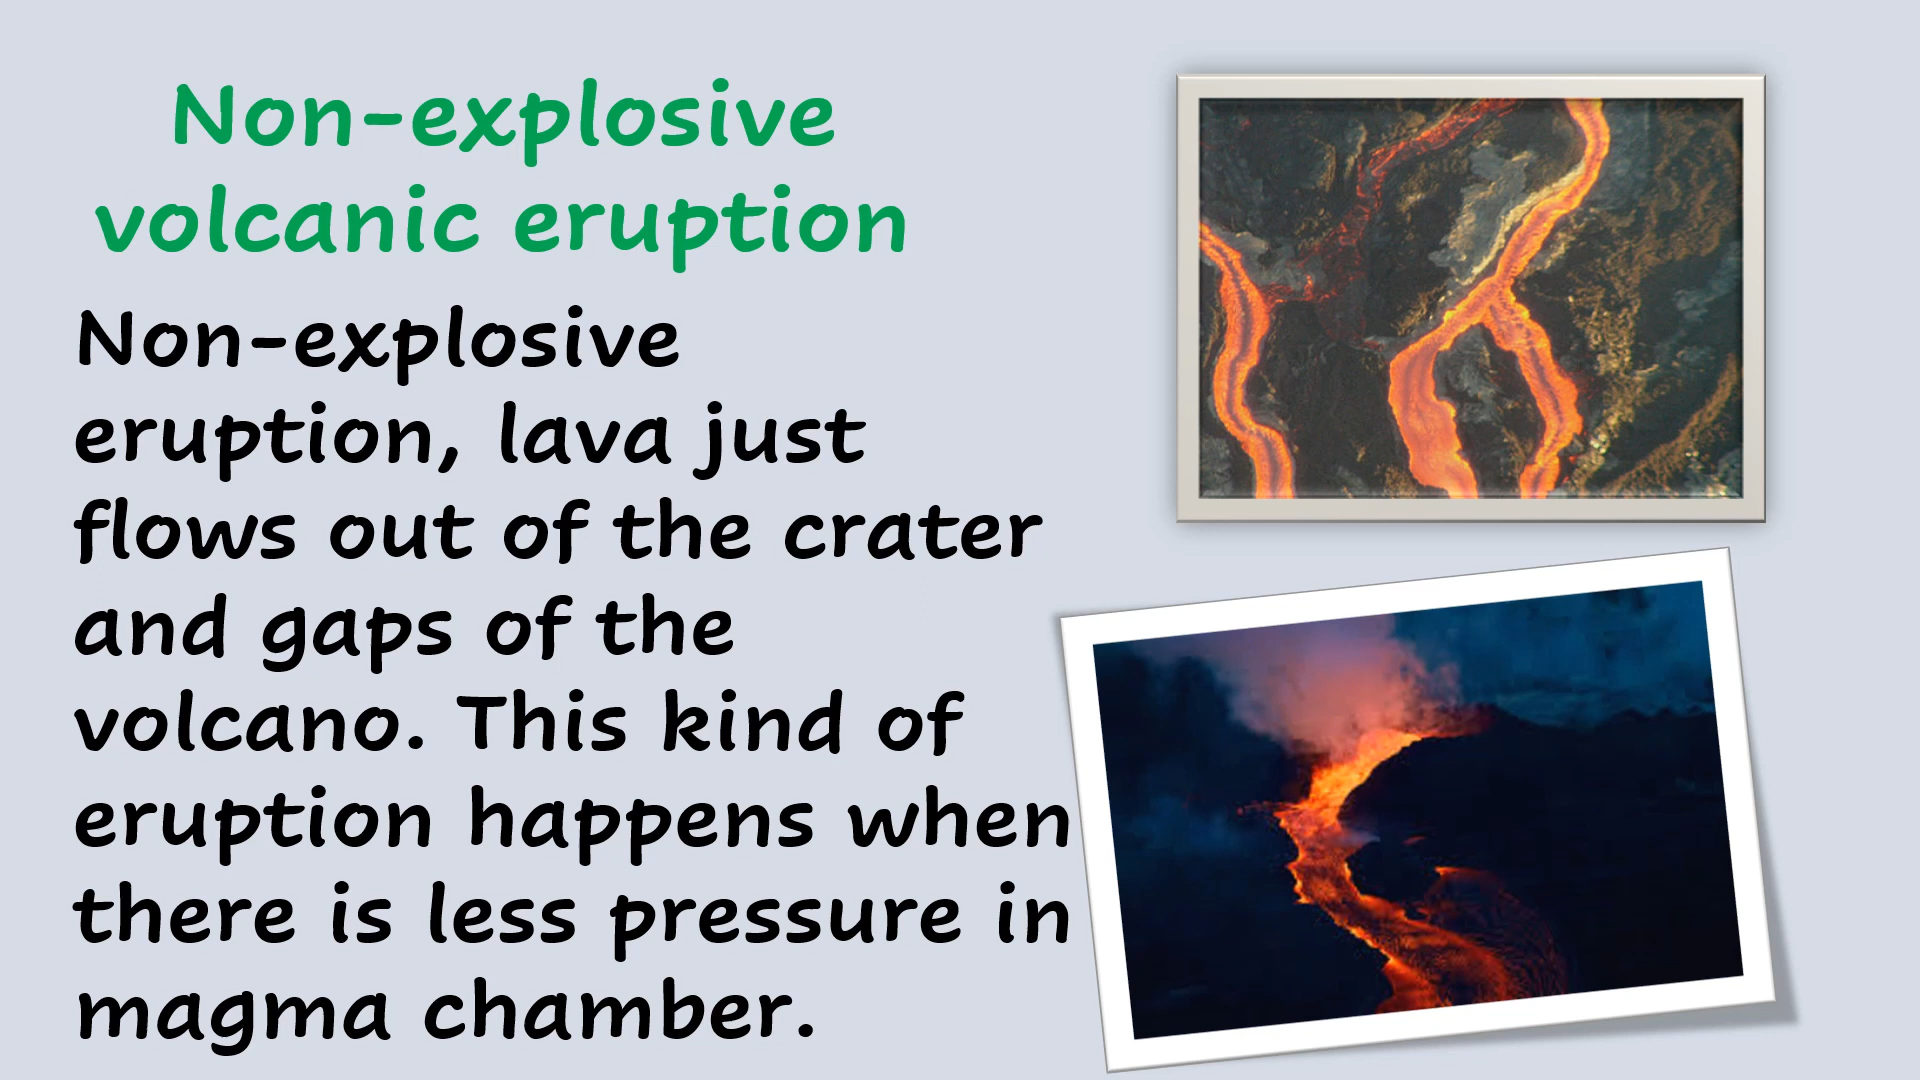 Non-explosive
volcanic eruption
Non-explosive
eruption, lava just
flows out of the crater
and gaps of the
volcano. This kind of
eruption happens when
there is less pressure in
magma chamber.